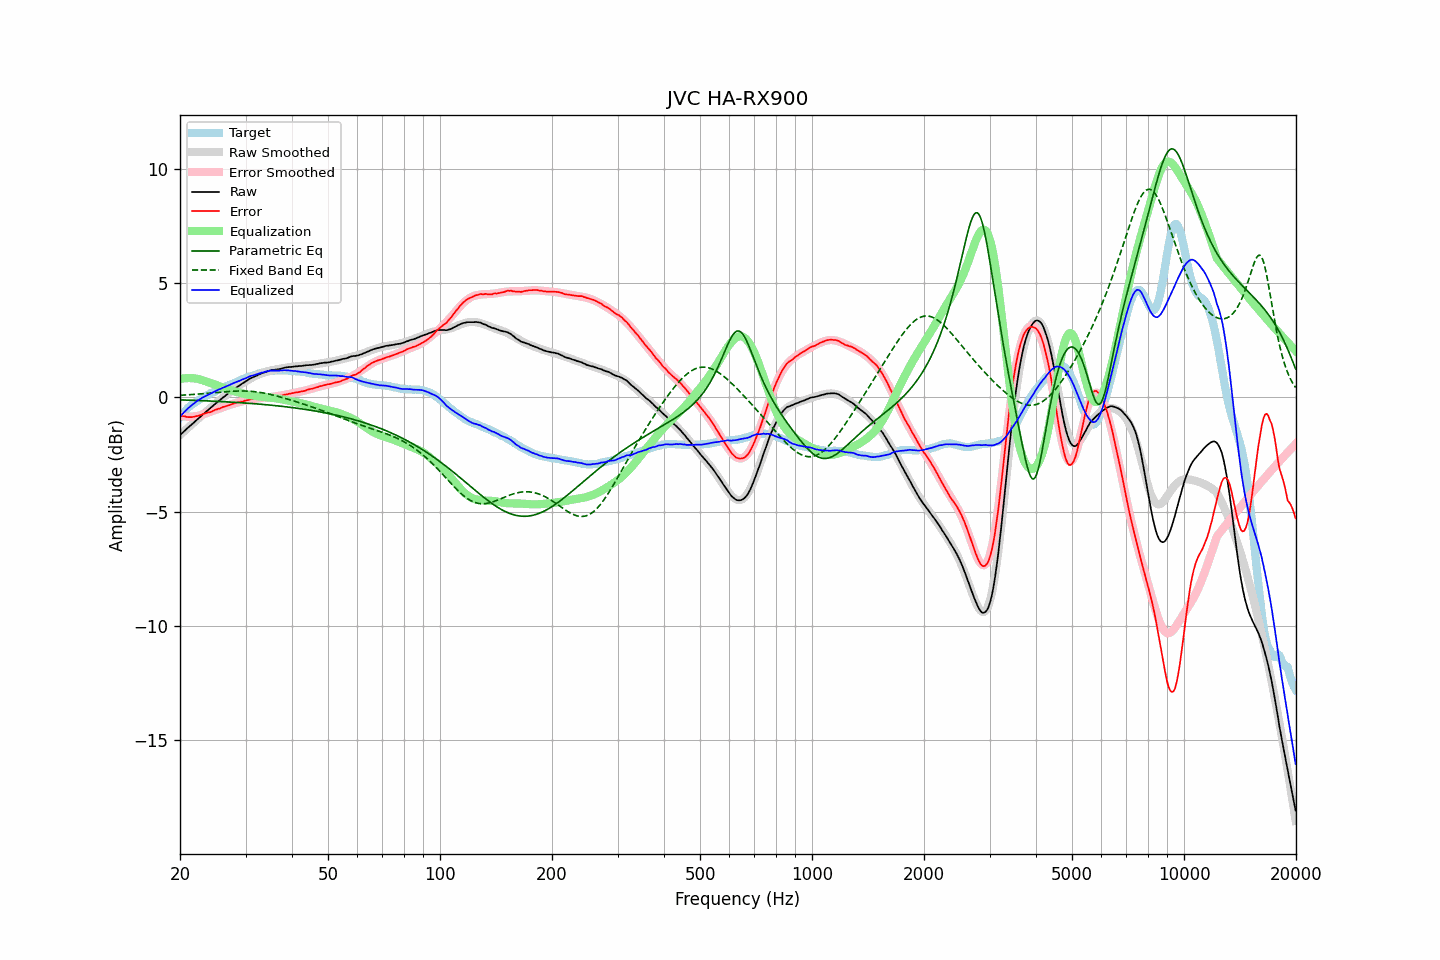 JVC HA-RX900
Target
Raw Smoothed
Error Smoothed
Raw
Error
Equalization
Parametric Eq
Fixed Band Eq
Equalized
Amplitude (dBr)
10
5
0
−5
−10
−15
20 50 100 200 500 1000 2000 5000 10000 20000
Frequency (Hz)